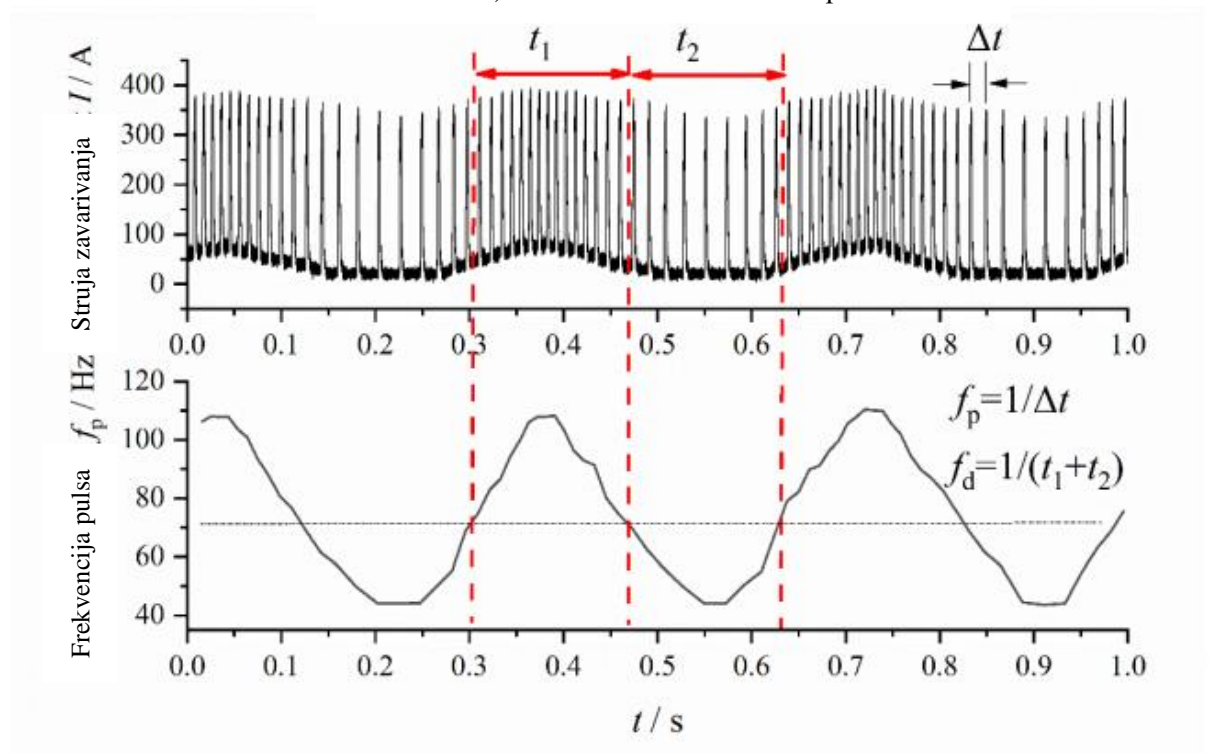 t₁
t₂
Δt
Struja zavarivanja : I / A
400
300
200
100
0
0.0 0.1 0.2 0.3 0.4 0.5 0.6 0.7 0.8 0.9 1.0
Frekvencija pulsa fₚ / Hz
120
100
80
60
40
fₚ=1/Δt
f_d=1/(t₁+t₂)
0.0 0.1 0.2 0.3 0.4 0.5 0.6 0.7 0.8 0.9 1.0
t / s